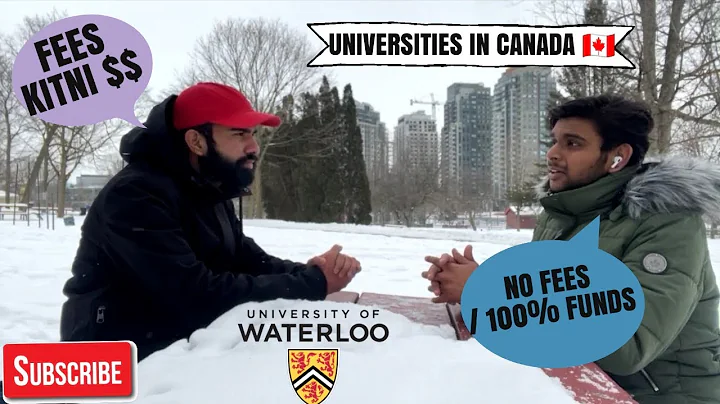 FEES
KITNI $$
UNIVERSITIES IN CANADA 🇨🇦
NO FEES
/ 100% FUNDS
UNIVERSITY OF
WATERLOO
SUBSCRIBE